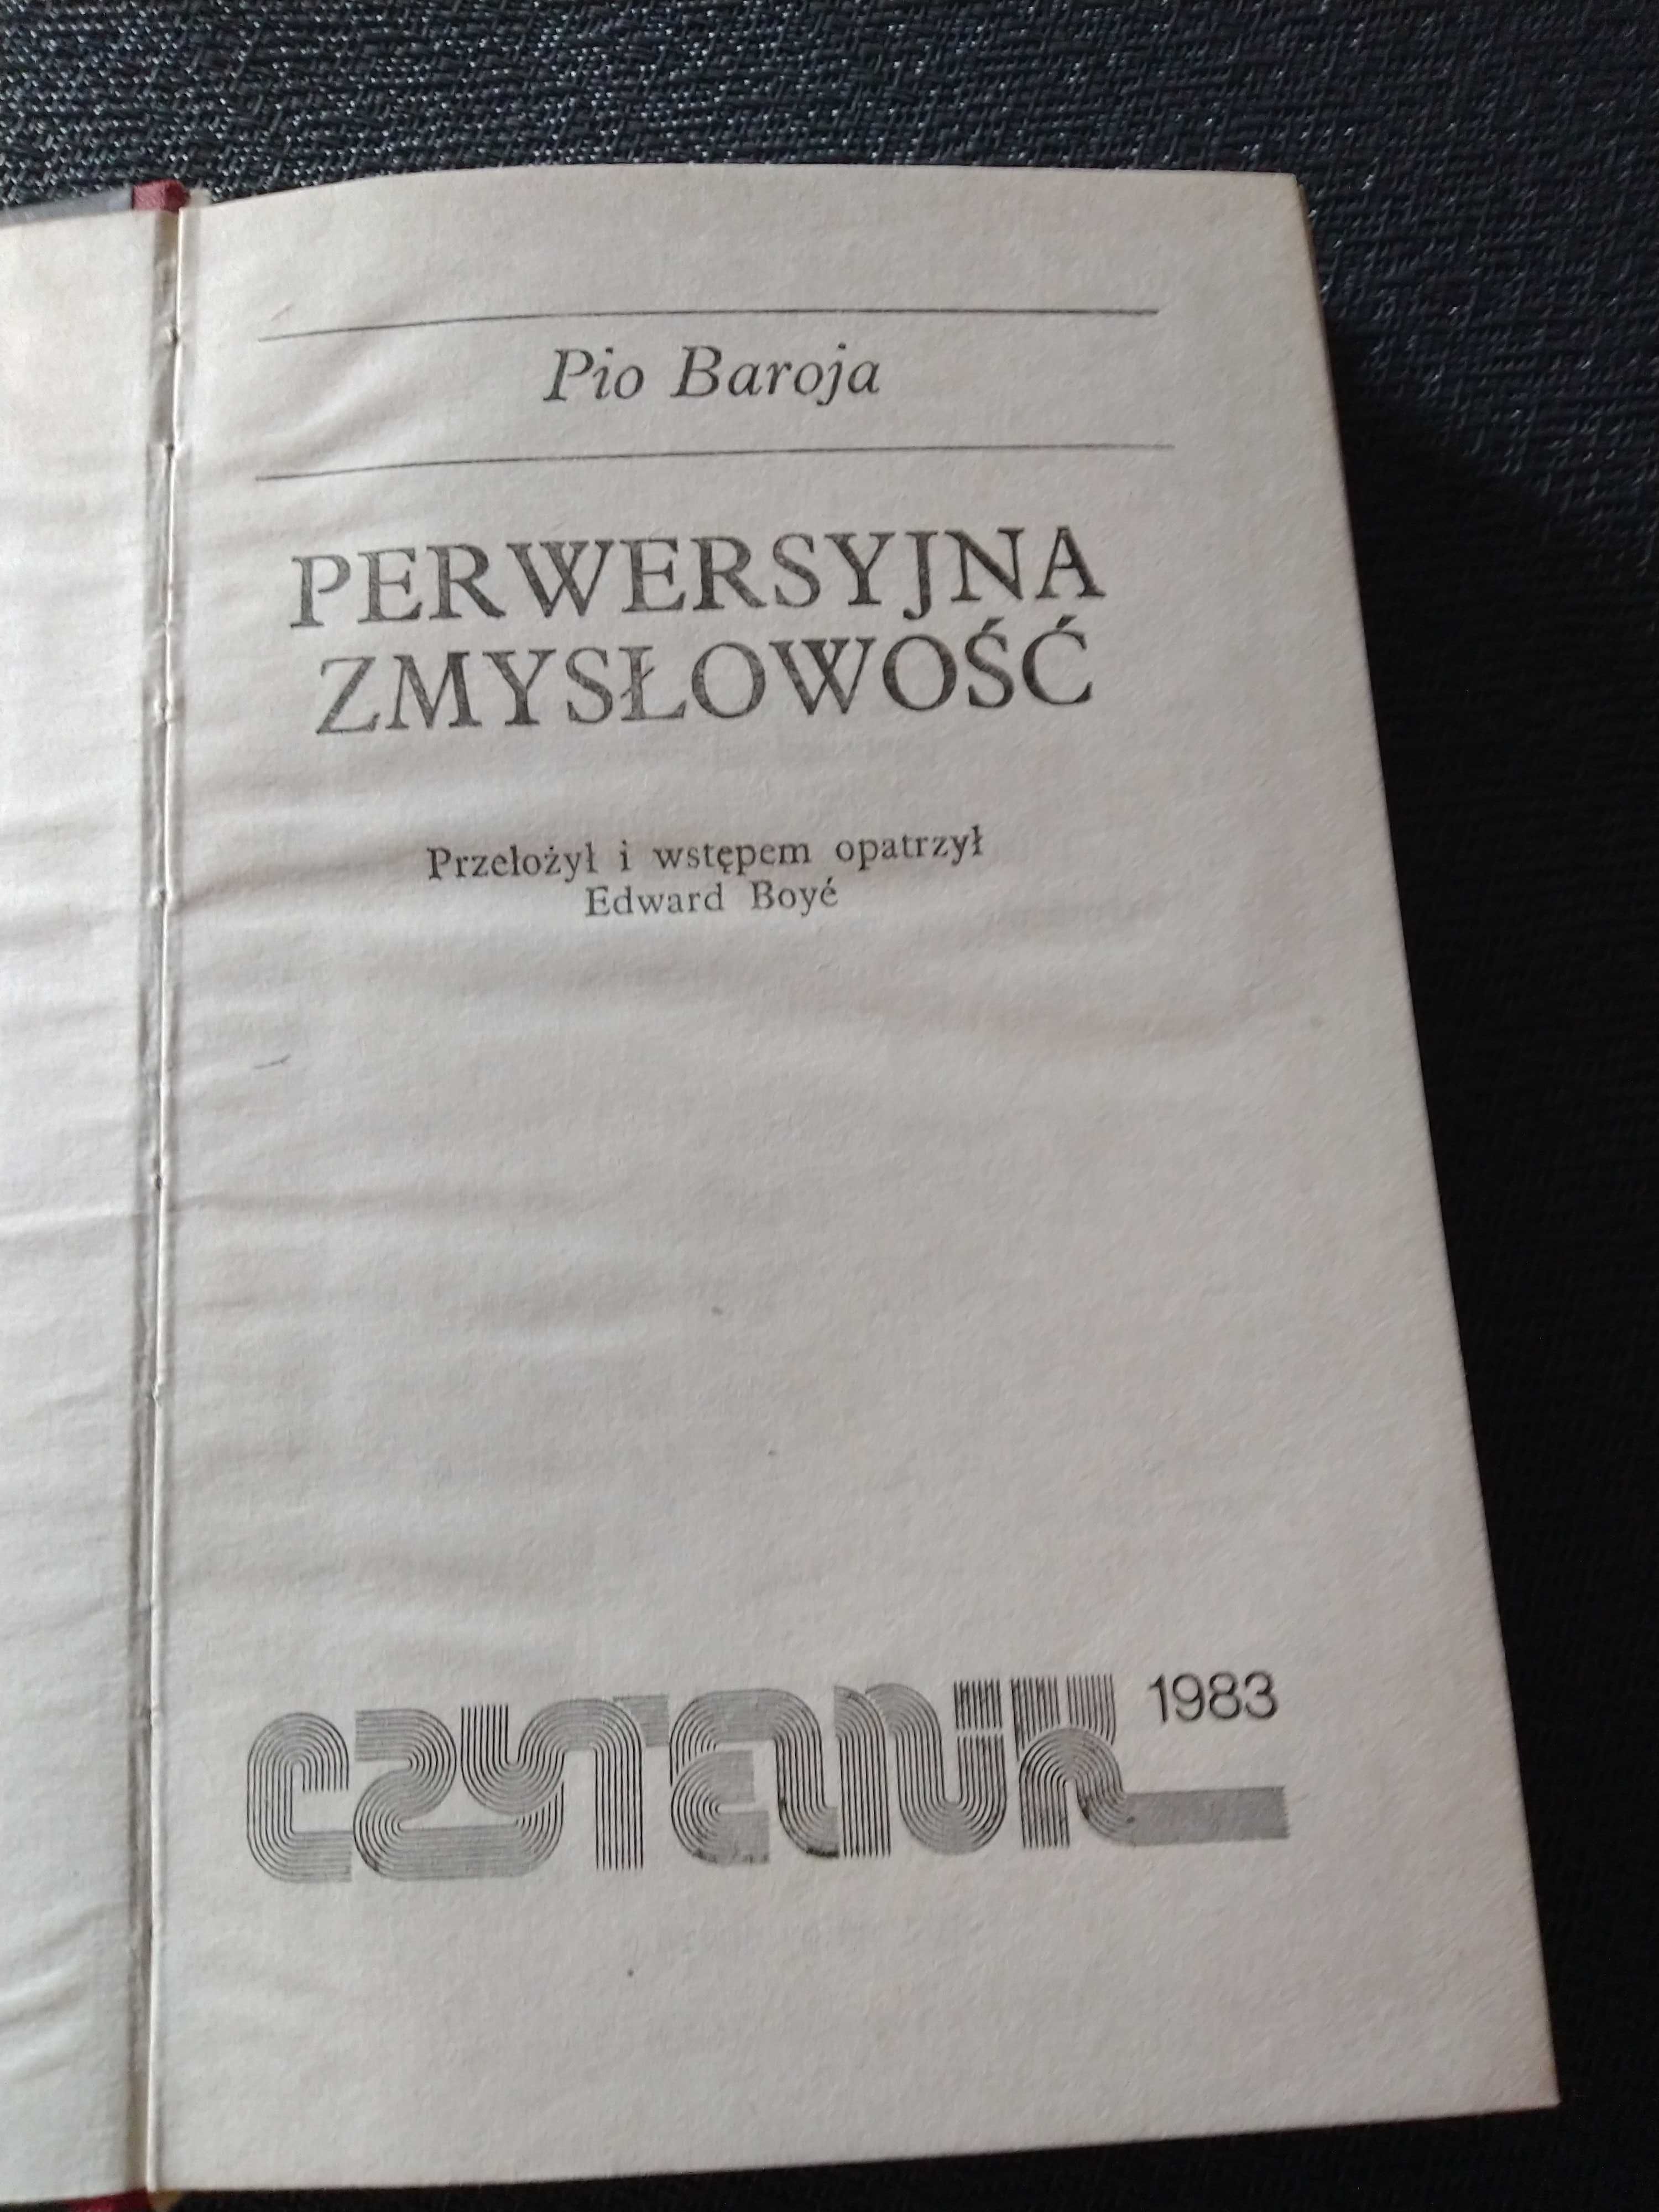 Pio Baroja
PERWERSYJNA
ZMYSŁOWOŚĆ
Przełożył i wstępem opatrzył
Edward Boyé
czytelnik 1983